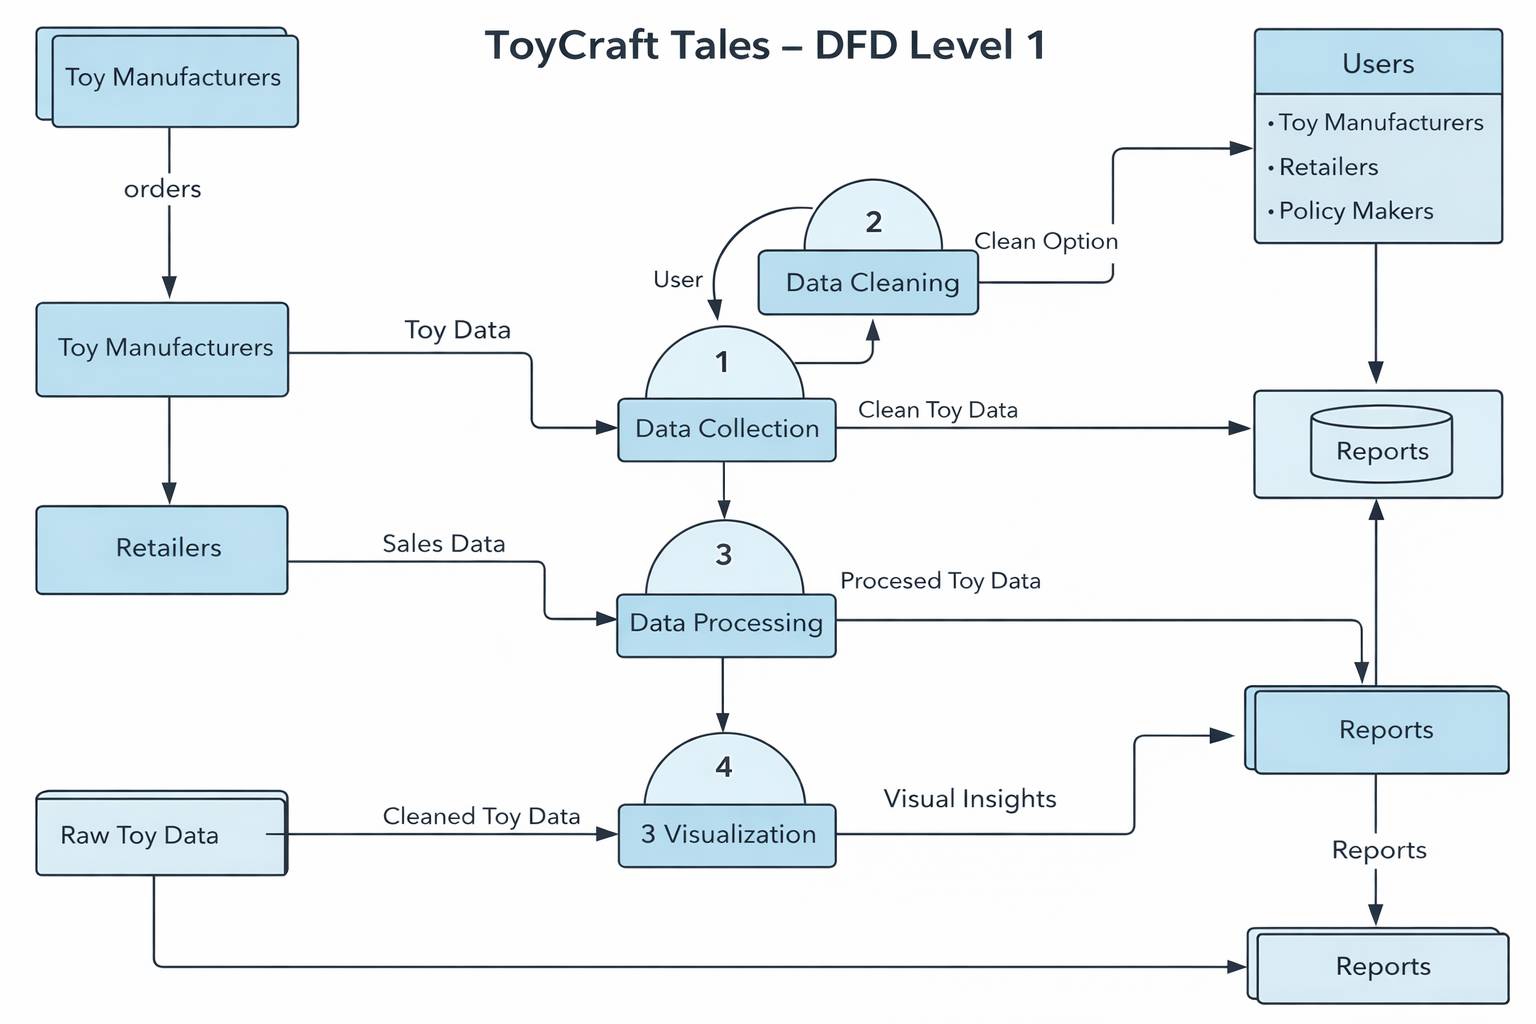 ToyCraft Tales – DFD Level 1
Toy Manufacturers
orders
Toy Manufacturers
Retailers
Raw Toy Data
Toy Data
Sales Data
Cleaned Toy Data
User
2
Data Cleaning
1
Data Collection
3
Data Processing
4
3 Visualization
Clean Option
Clean Toy Data
Procesed Toy Data
Visual Insights
Users
• Toy Manufacturers
• Retailers
• Policy Makers
Reports
Reports
Reports
Reports